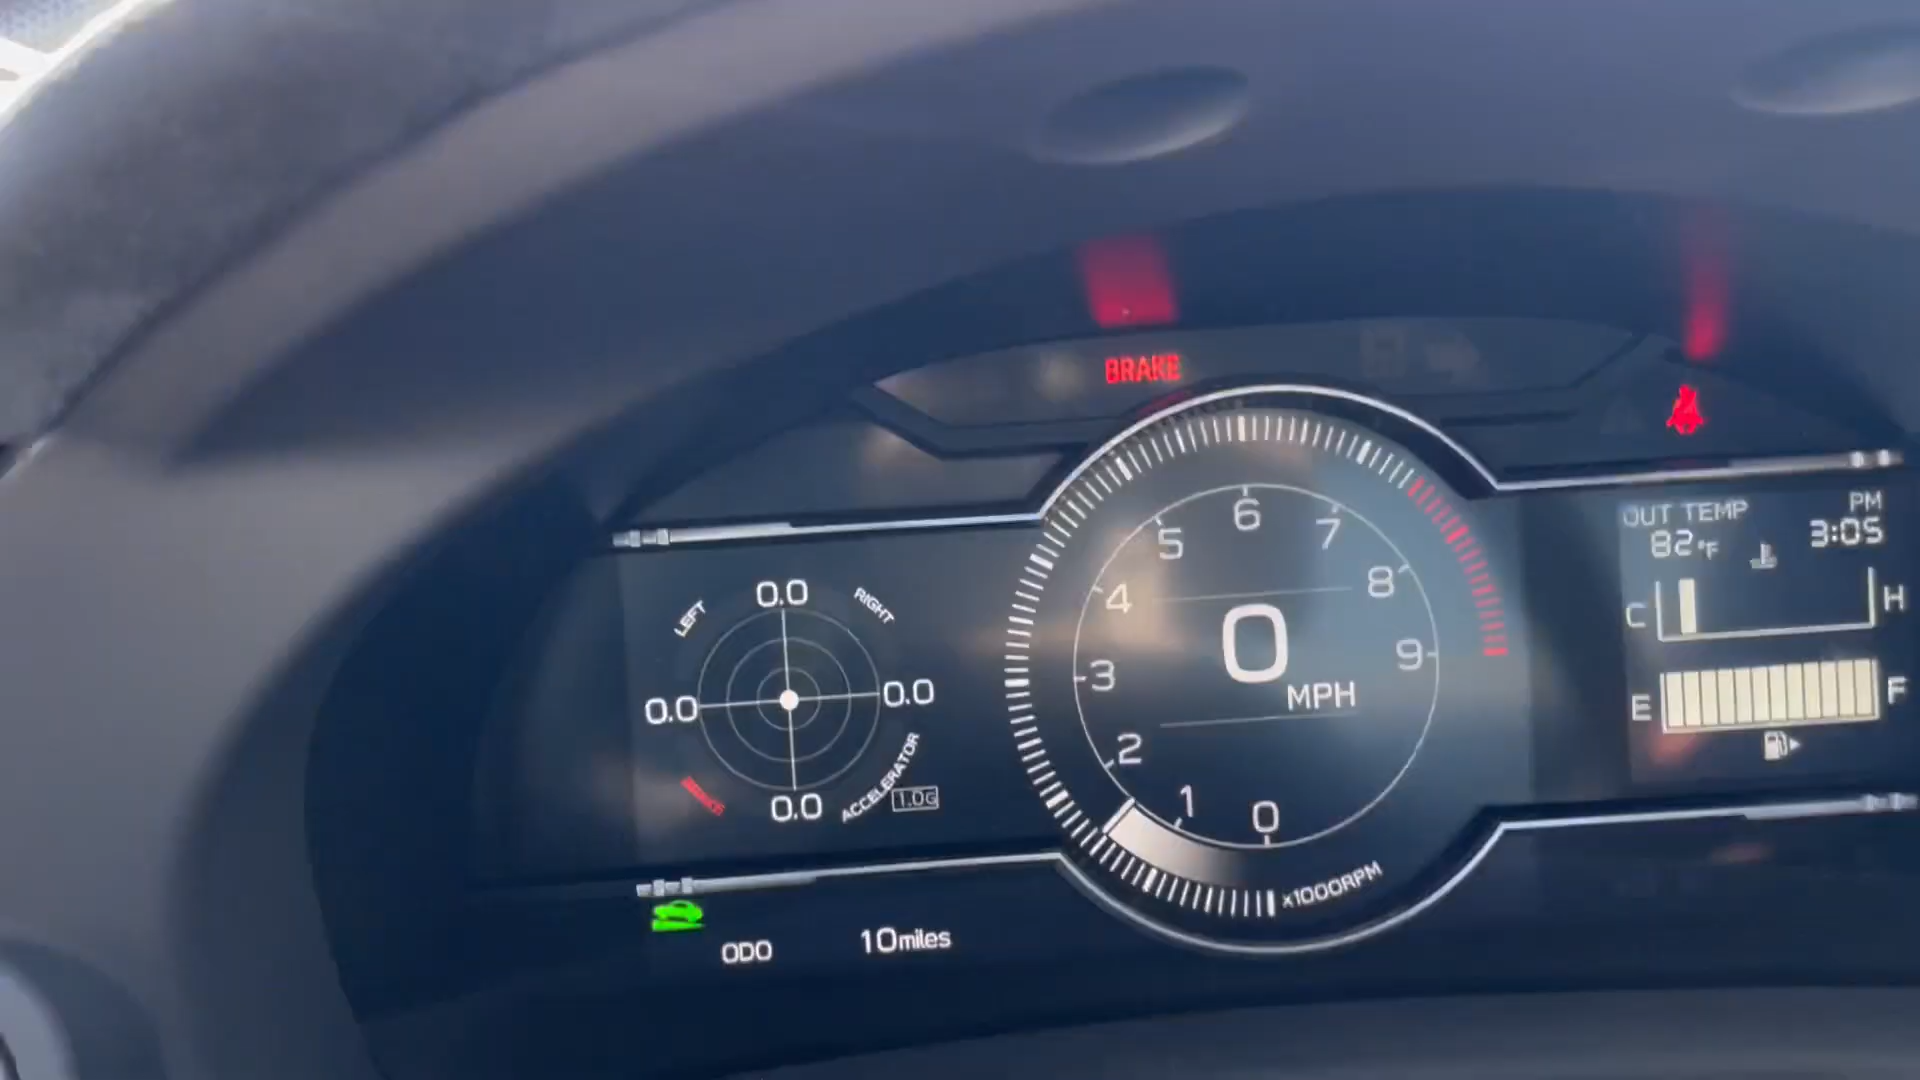 BRAKE
OUT TEMP
PM
82°F
3:05
C
H
E
F
LEFT
0.0
RIGHT
0.0
0.0
BRAKE
0.0
ACCELERATOR
1.0G
0
1
2
3
4
5
6
7
8
9
0
MPH
x1000RPM
ODO
10miles